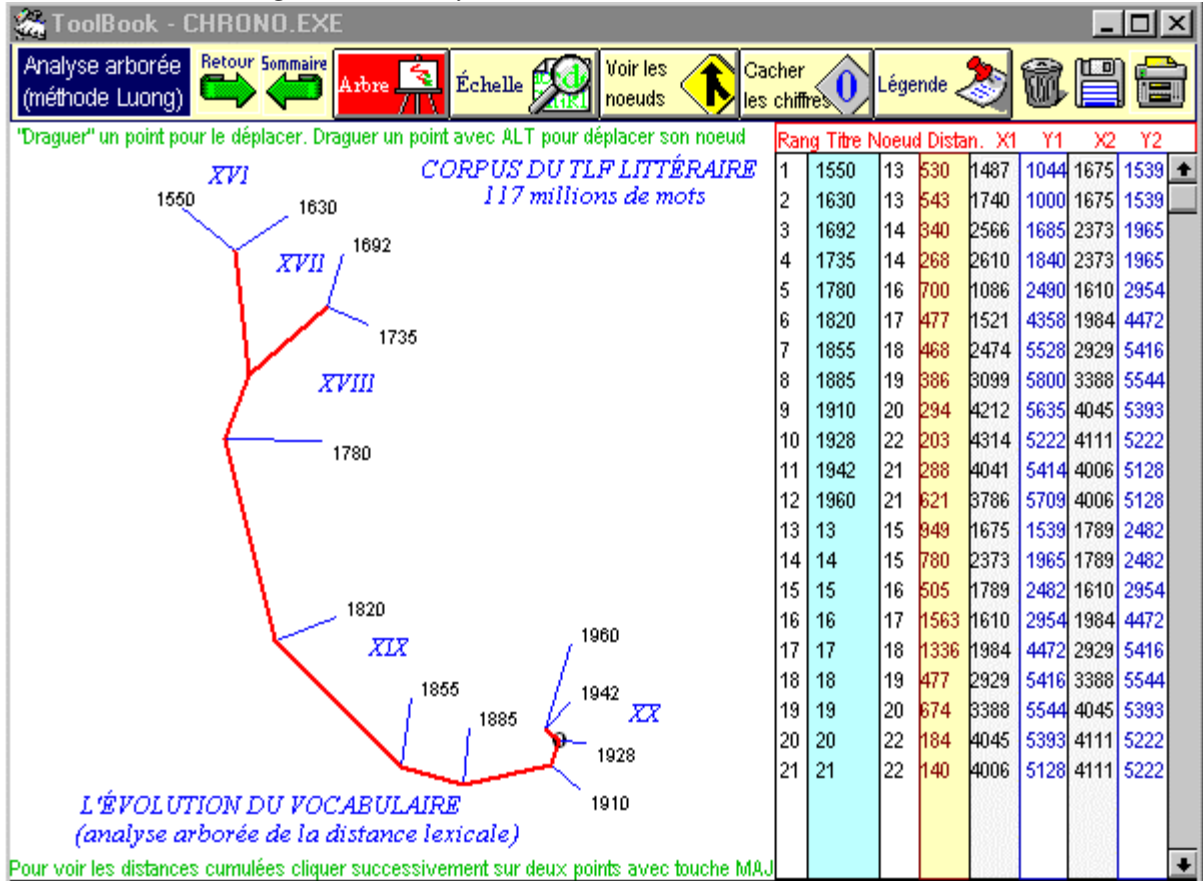 ToolBook - CHRONO.EXE
Analyse arborée
(méthode Luong)
Retour
Sommaire
Arbre
Échelle
Voir les
noeuds
Cacher
les chiffres
0
Légende
"Draguer" un point pour le déplacer. Draguer un point avec ALT pour déplacer son noeud
CORPUS DU TLF LITTÉRAIRE
117 millions de mots
XVI
1550
1630
XVII
1692
1735
XVIII
1780
1820
XIX
1960
1855
1942
XX
1885
1928
1910
L'ÉVOLUTION DU VOCABULAIRE
(analyse arborée de la distance lexicale)
Pour voir les distances cumulées cliquer successivement sur deux points avec touche MAJ
Rang Titre Noeud Distan. X1 Y1 X2 Y2
1 1550 13 530 1487 1044 1675 1539
2 1630 13 543 1740 1000 1675 1539
3 1692 14 340 2566 1685 2373 1965
4 1735 14 268 2610 1840 2373 1965
5 1780 16 700 1086 2490 1610 2954
6 1820 17 477 1521 4358 1984 4472
7 1855 18 468 2474 5528 2929 5416
8 1885 19 386 3099 5800 3388 5544
9 1910 20 294 4212 5635 4045 5393
10 1928 22 203 4314 5222 4111 5222
11 1942 21 288 4041 5414 4006 5128
12 1960 21 621 3786 5709 4006 5128
13 13 15 949 1675 1539 1789 2482
14 14 15 780 2373 1965 1789 2482
15 15 16 505 1789 2482 1610 2954
16 16 17 1563 1610 2954 1984 4472
17 17 18 1336 1984 4472 2929 5416
18 18 19 477 2929 5416 3388 5544
19 19 20 674 3388 5544 4045 5393
20 20 22 184 4045 5393 4111 5222
21 21 22 140 4006 5128 4111 5222